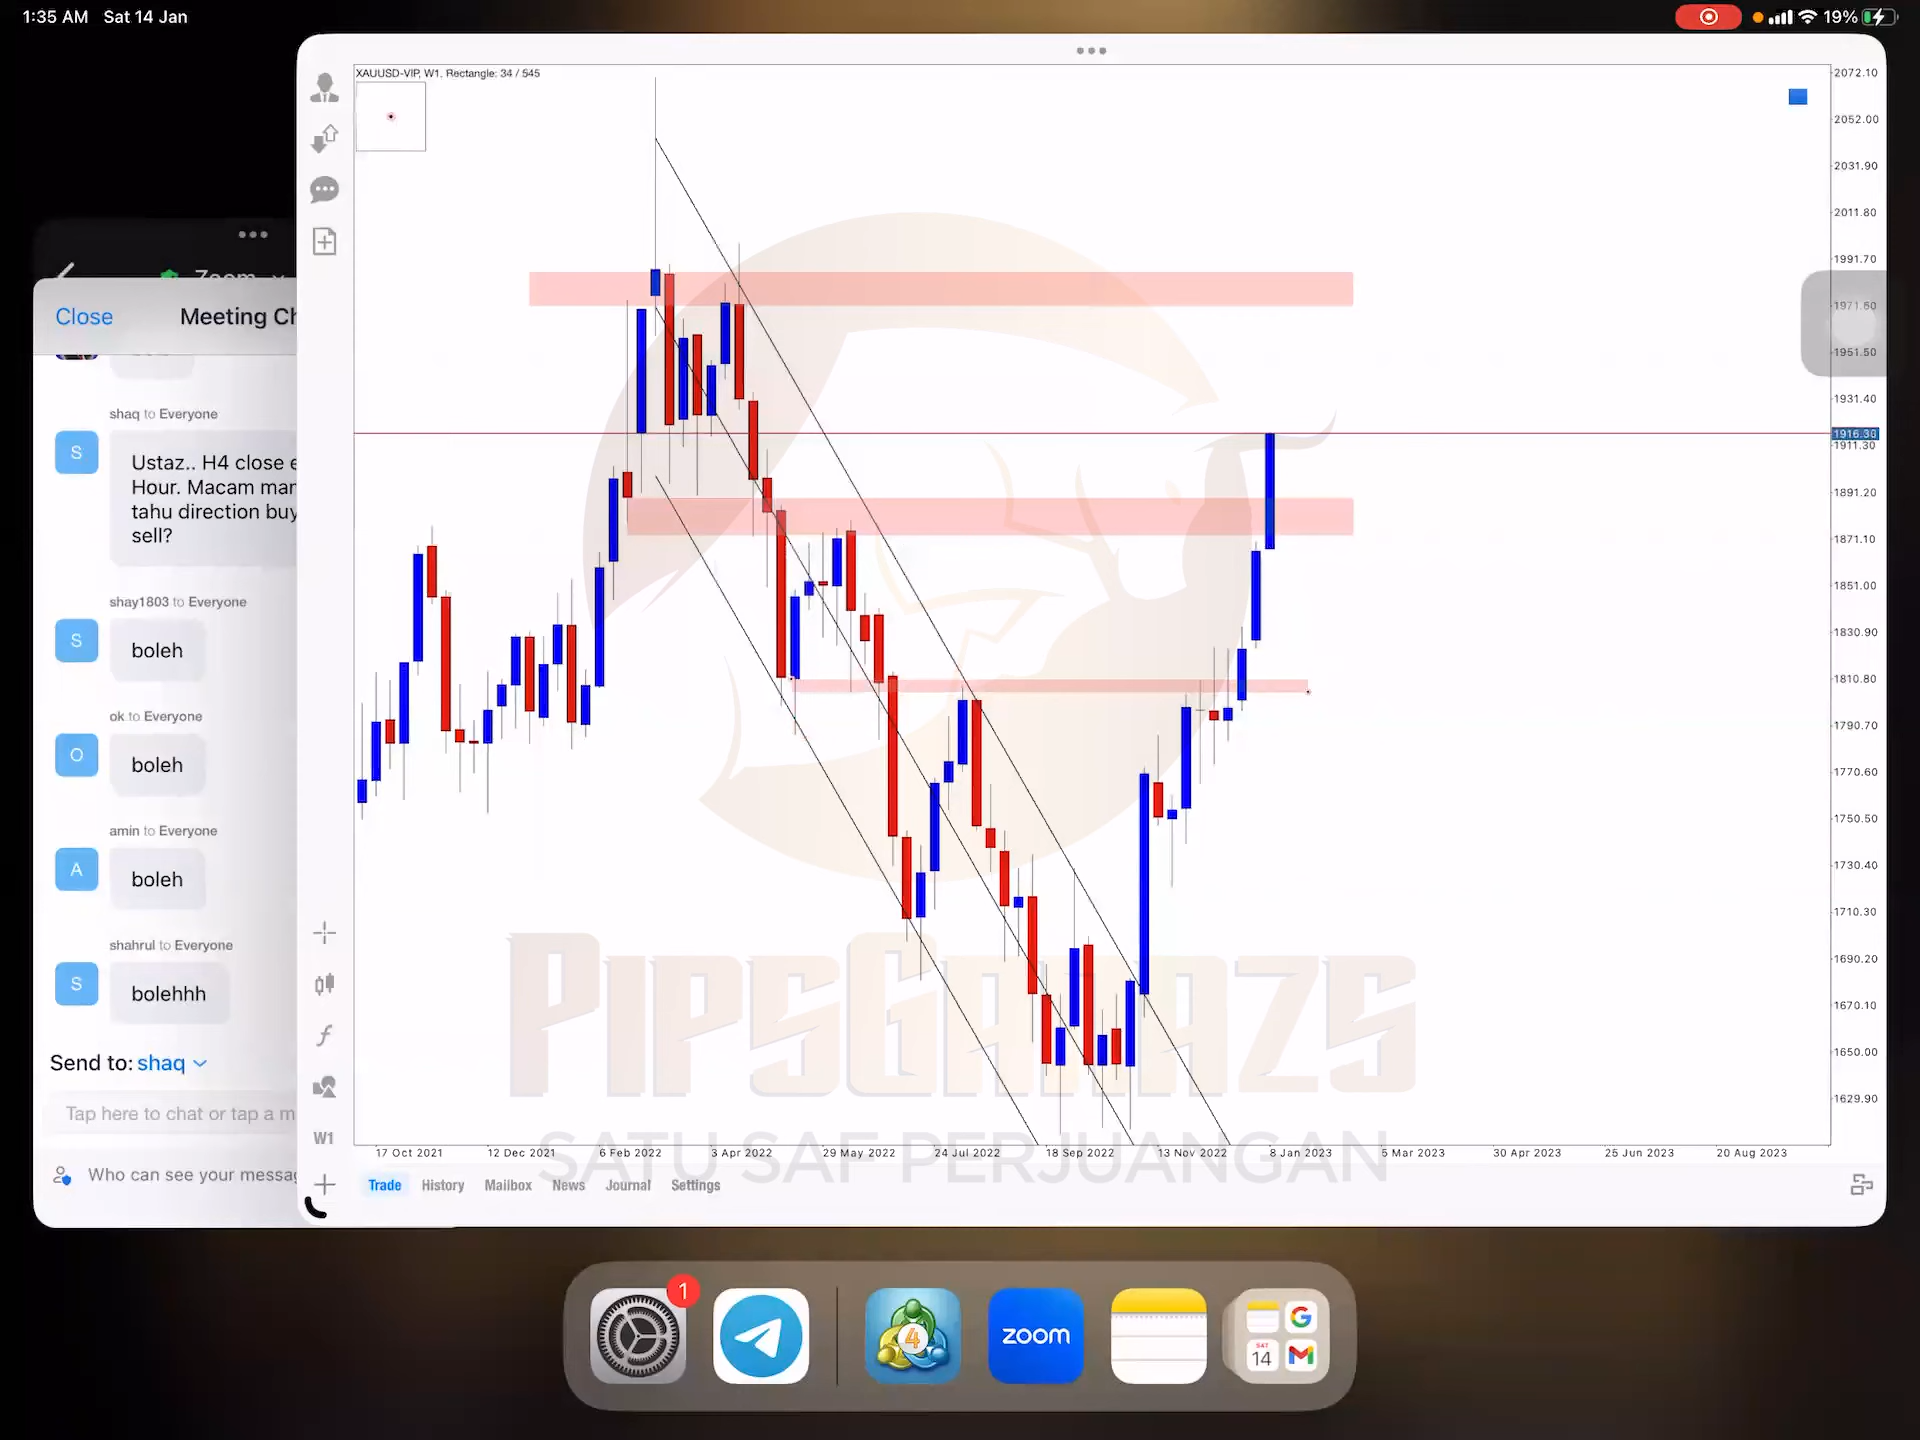 1:35 AM Sat 14 Jan
19%
Zoom
Close
Meeting Ch
shaq to Everyone
S
Ustaz.. H4 close e
Hour. Macam mar
tahu direction buy
sell?
shay1803 to Everyone
S
boleh
ok to Everyone
O
boleh
amin to Everyone
A
boleh
shahrul to Everyone
S
bolehhh
Send to: shaq
Tap here to chat or tap a m
Who can see your messag
XAUUSD-VIP, W1, Rectangle: 34 / 545
2072.10
2052.00
2031.90
2011.80
1991.70
1971.60
1951.50
1931.40
1916.30
1911.30
1891.20
1871.10
1851.00
1830.90
1810.80
1790.70
1770.60
1750.50
1730.40
1710.30
1690.20
1670.10
1650.00
1629.90
W1
SATU SAF PERJUANGAN
17 Oct 2021
12 Dec 2021
6 Feb 2022
3 Apr 2022
29 May 2022
24 Jul 2022
18 Sep 2022
13 Nov 2022
8 Jan 2023
5 Mar 2023
30 Apr 2023
25 Jun 2023
20 Aug 2023
Trade
History
Mailbox
News
Journal
Settings
1
4
zoom
G
SAT
14
M